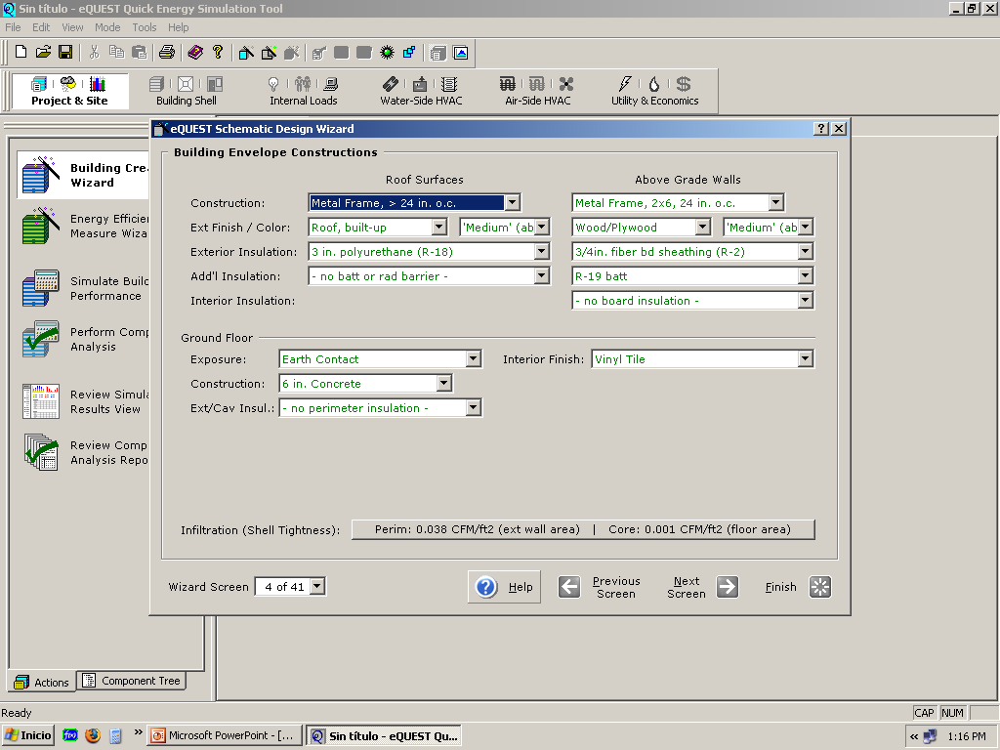 Sin título - eQUEST Quick Energy Simulation Tool
File Edit View Mode Tools Help
Project & Site Building Shell Internal Loads Water-Side HVAC Air-Side HVAC Utility & Economics
eQUEST Schematic Design Wizard
Building Envelope Constructions
Roof Surfaces Above Grade Walls
Construction: Metal Frame, > 24 in. o.c. Metal Frame, 2x6, 24 in. o.c.
Ext Finish / Color: Roof, built-up 'Medium' (ab Wood/Plywood 'Medium' (ab
Exterior Insulation: 3 in. polyurethane (R-18) 3/4in. fiber bd sheathing (R-2)
Add'l Insulation: - no batt or rad barrier - R-19 batt
Interior Insulation: - no board insulation -
Ground Floor
Exposure: Earth Contact Interior Finish: Vinyl Tile
Construction: 6 in. Concrete
Ext/Cav Insul.: - no perimeter insulation -
Infiltration (Shell Tightness): Perim: 0.038 CFM/ft2 (ext wall area) | Core: 0.001 CFM/ft2 (floor area)
Wizard Screen 4 of 41 Help Previous Screen Next Screen Finish
Building Crea
Wizard
Energy Efficie
Measure Wiza
Simulate Build
Performance
Perform Comp
Analysis
Review Simula
Results View
Review Comp
Analysis Repo
Actions Component Tree
Ready CAP NUM
Inicio Microsoft PowerPoint - [... Sin título - eQUEST Qu... 1:16 PM